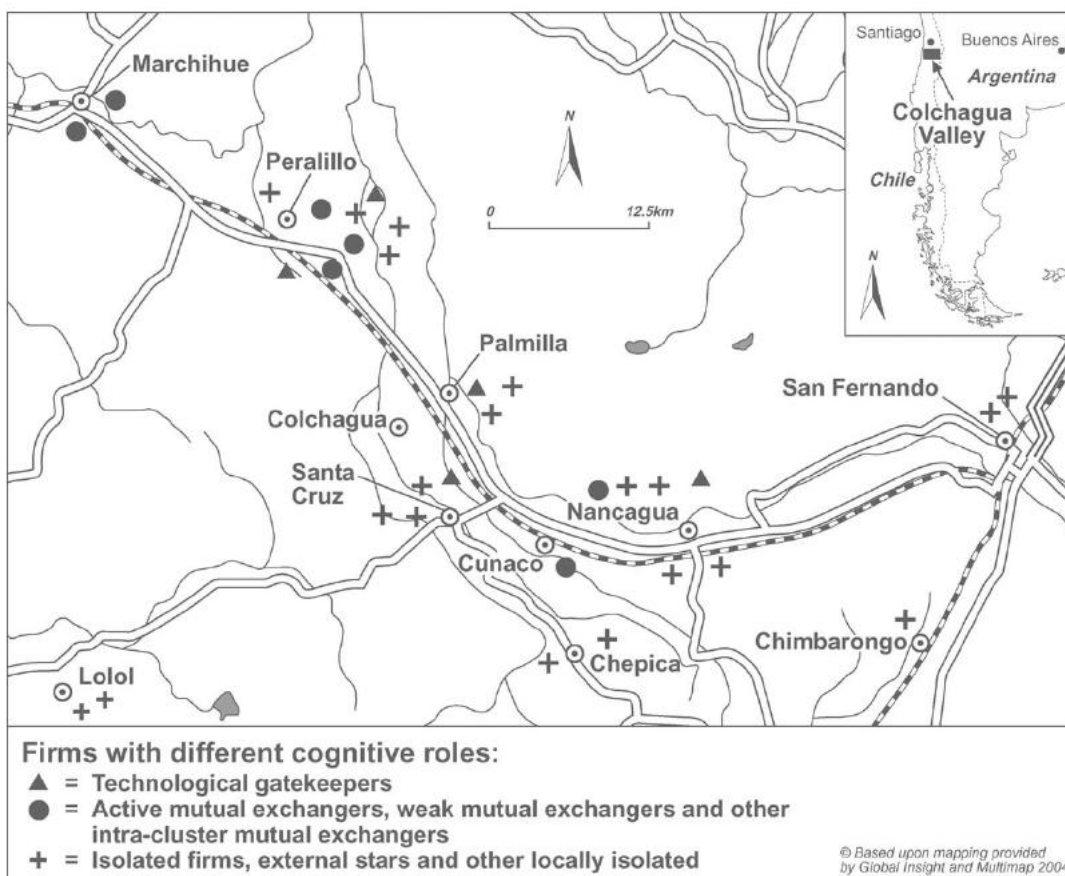 Santiago
Buenos Aires
Argentina
Colchagua
Valley
Chile
N
Marchihue
Peralillo
N
0
12.5km
Palmilla
San Fernando
Colchagua
Santa
Cruz
Nancagua
Cunaco
Chimbarongo
Chepica
Lolol
Firms with different cognitive roles:
▲ = Technological gatekeepers
● = Active mutual exchangers, weak mutual exchangers and other
intra-cluster mutual exchangers
+ = Isolated firms, external stars and other locally isolated
© Based upon mapping provided
by Global Insight and Multimap 2004